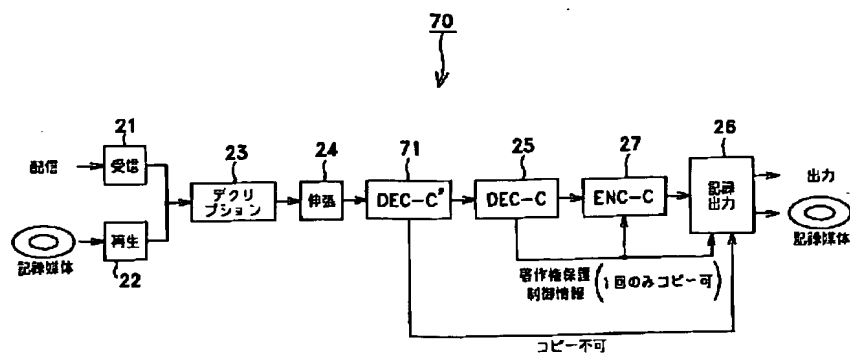 70
21
配信
受信
23
デクリ
プション
24
伸張
71
DEC-C'
25
DEC-C
27
ENC-C
26
記録
出力
出力
記録媒体
再生
22
記録媒体
著作権保護
制御情報
(1回のみコピー可)
コピー不可